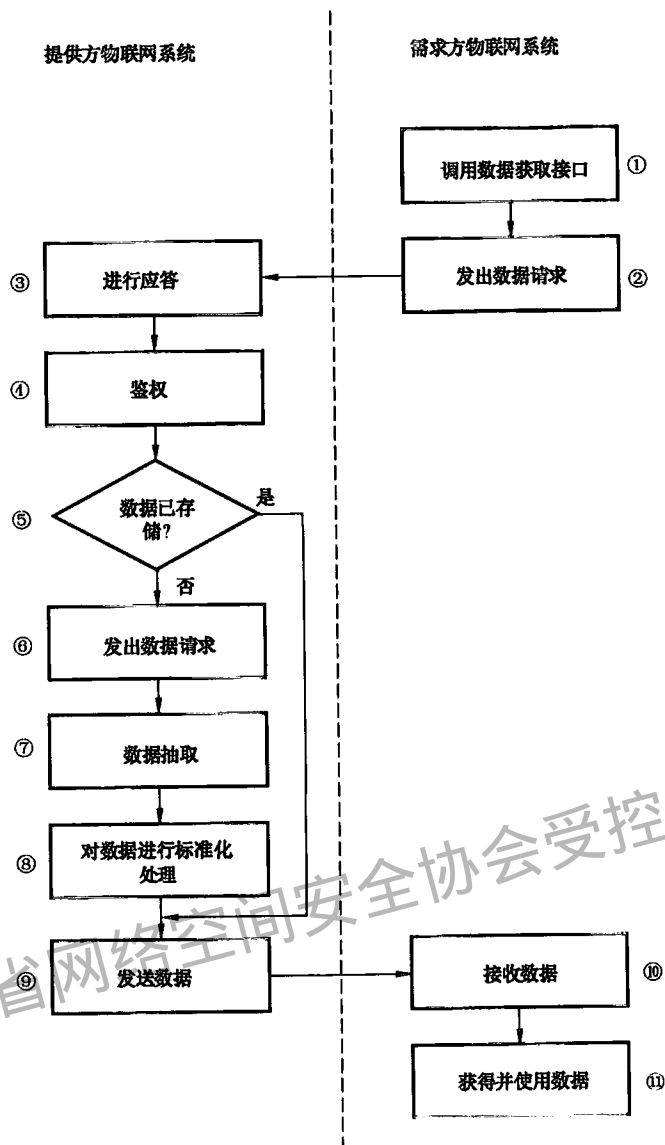 提供方物联网系统
需求方物联网系统
调用数据获取接口
①
发出数据请求
②
③
进行应答
④
鉴权
⑤
数据已存
储?
是
否
⑥
发出数据请求
⑦
数据抽取
⑧
对数据进行标准化
处理
⑨
发送数据
接收数据
⑩
获得并使用数据
⑪
省网络空间安全协会受控